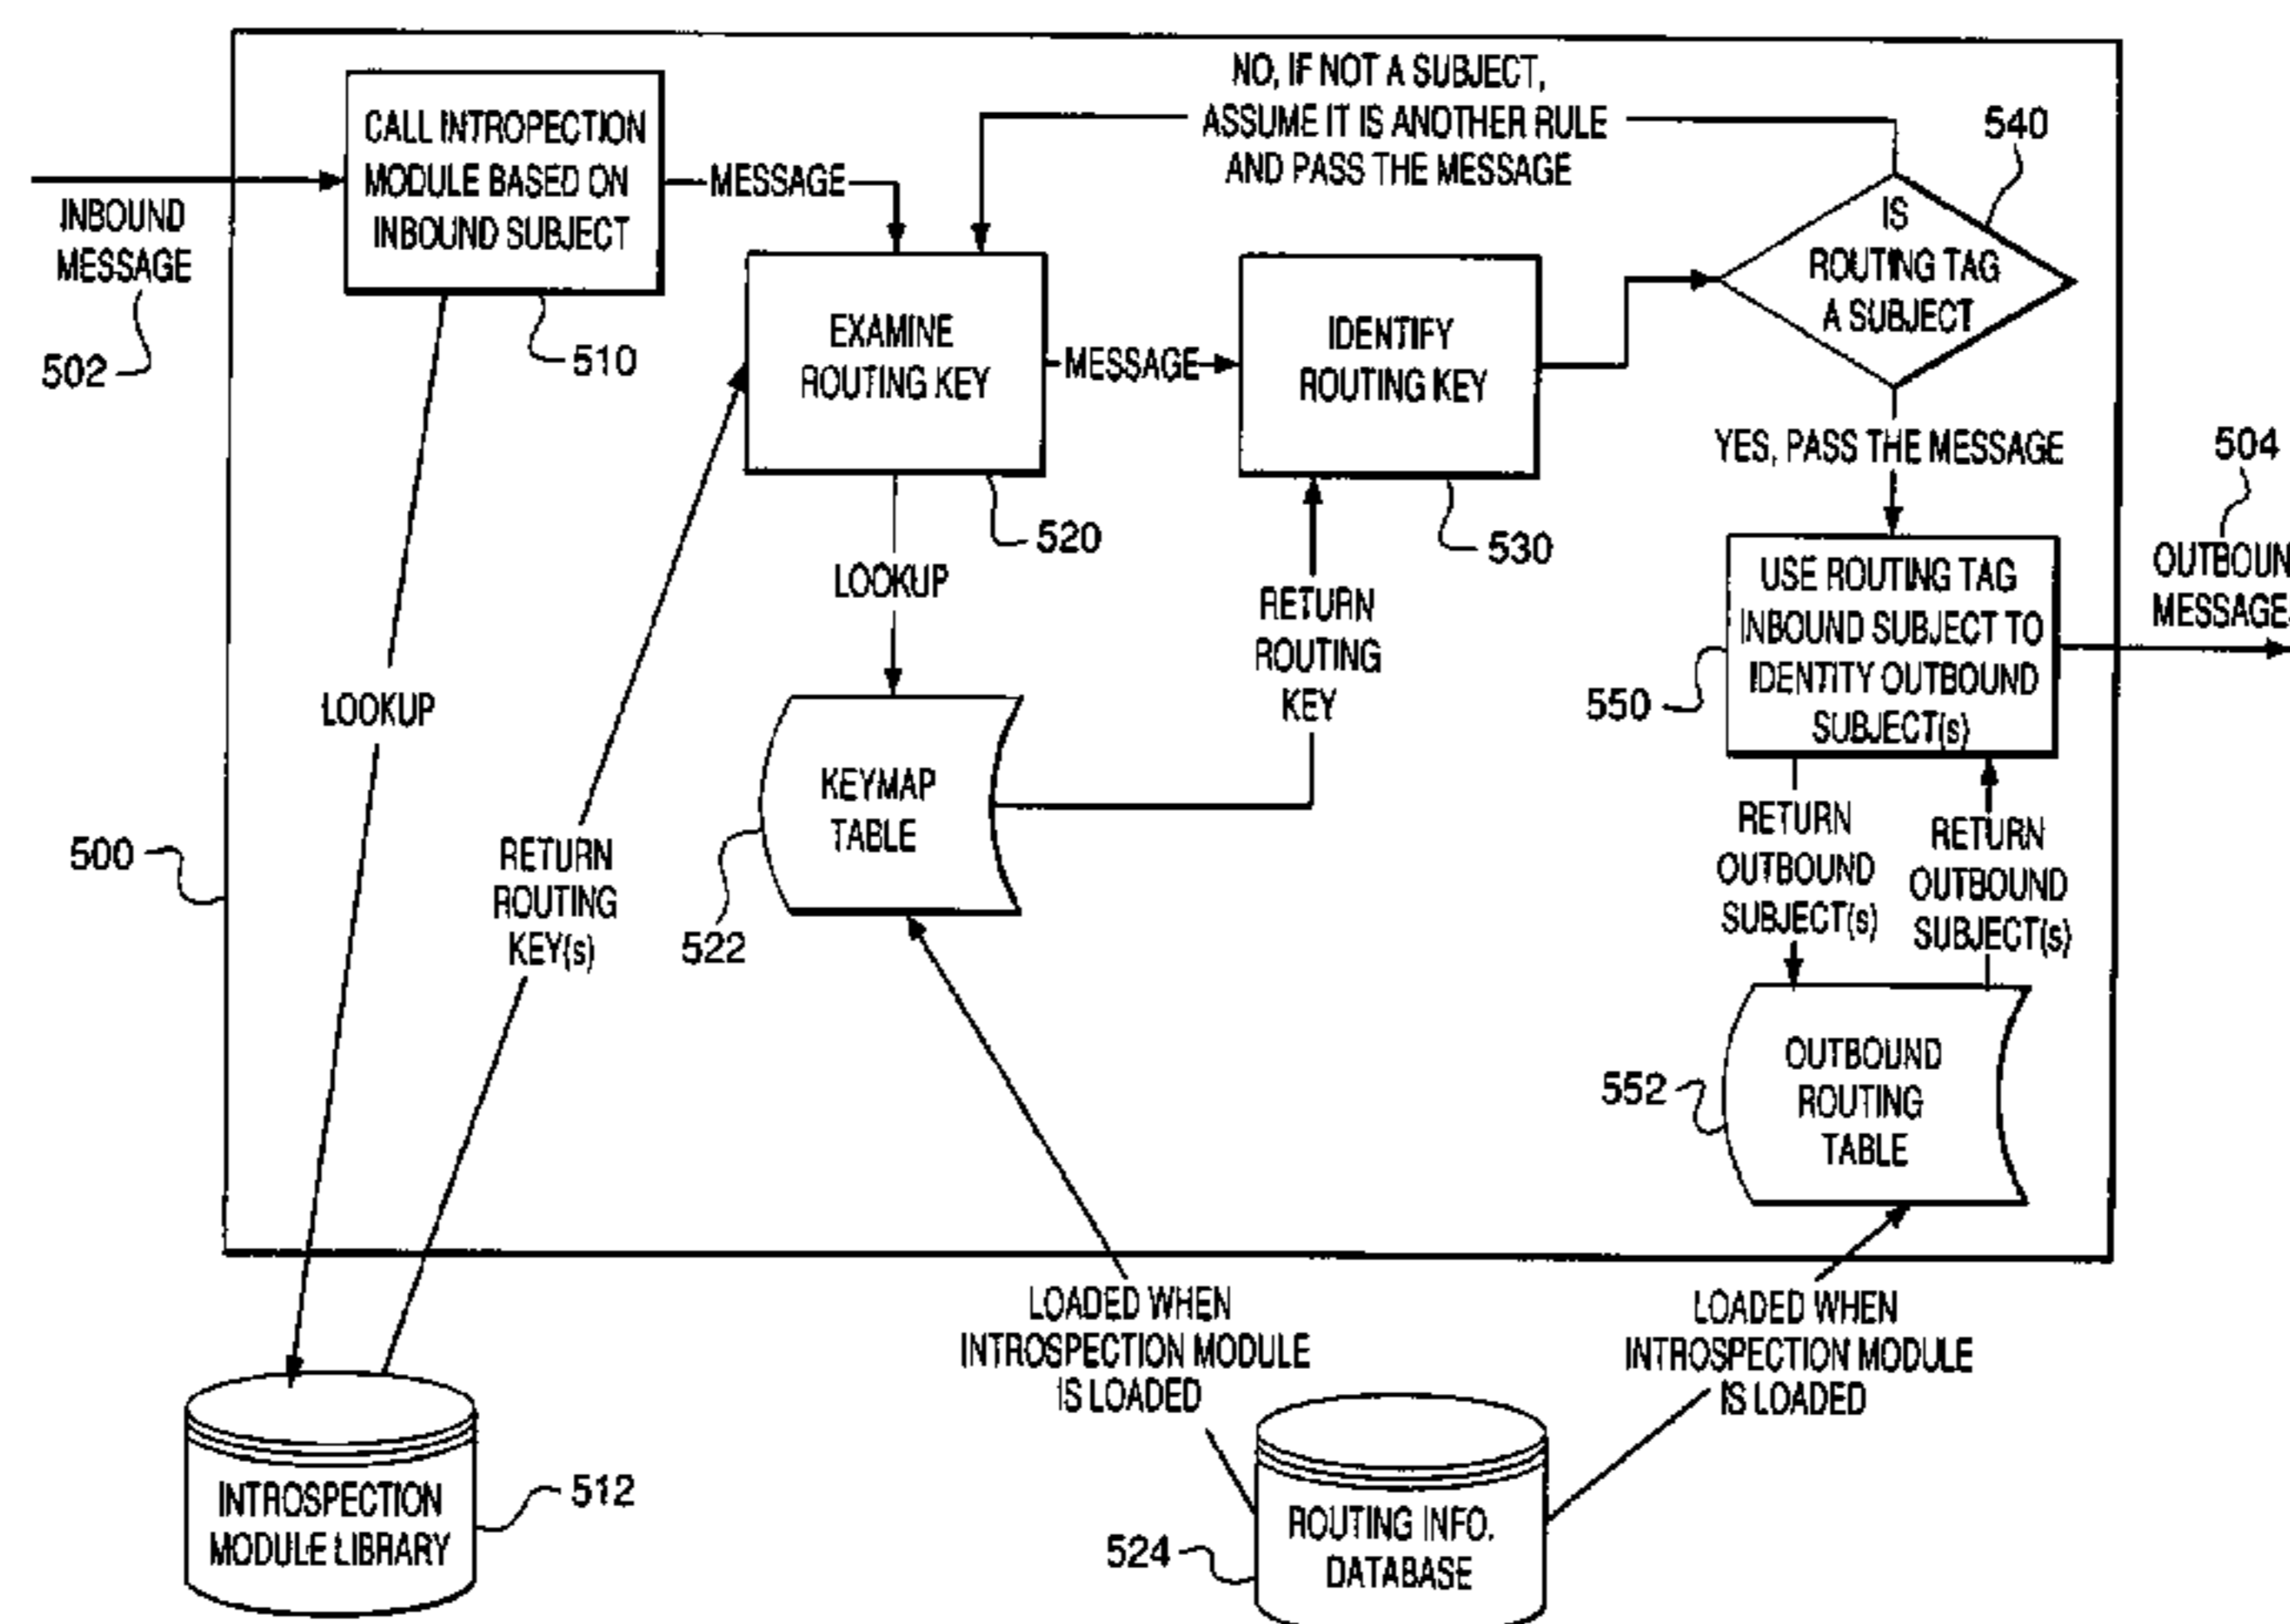 NO, IF NOT A SUBJECT,
ASSUME IT IS ANOTHER RULE
AND PASS THE MESSAGE
540
CALL INTROPECTION
MODULE BASED ON
INBOUND SUBJECT
MESSAGE
INBOUND
MESSAGE
502
510
IS
ROUTING TAG
A SUBJECT
EXAMINE
ROUTING KEY
MESSAGE
IDENTIFY
ROUTING KEY
YES, PASS THE MESSAGE
504
520
530
LOOKUP
OUTBOUN
MESSAGE
USE ROUTING TAG
INBOUND SUBJECT TO
IDENTITY OUTBOUND
SUBJECT(s)
550
RETURN
ROUTING
KEY
LOOKUP
KEYMAP
TABLE
522
500
RETURN
ROUTING
KEY(s)
RETURN
OUTBOUND
SUBJECT(s)
RETURN
OUTBOUND
SUBJECT(s)
OUTBOUND
ROUTING
TABLE
552
LOADED WHEN
INTROSPECTION MODULE
IS LOADED
LOADED WHEN
INTROSPECTION MODULE
IS LOADED
INTROSPECTION
MODULE LIBRARY
512
ROUTING INFO.
DATABASE
524